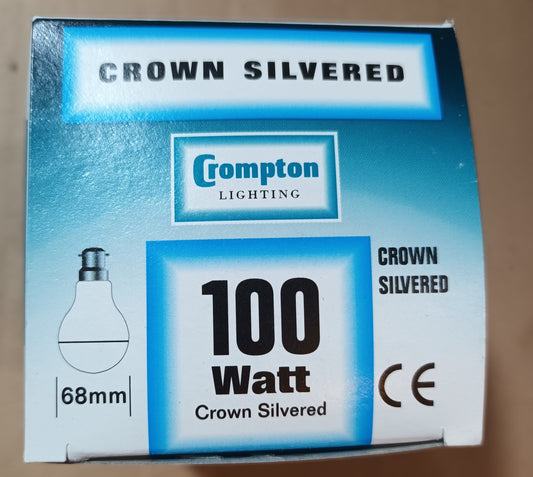 CROWN SILVERED
Crompton
LIGHTING
CROWN
SILVERED
100
Watt
Crown Silvered
68mm
CE